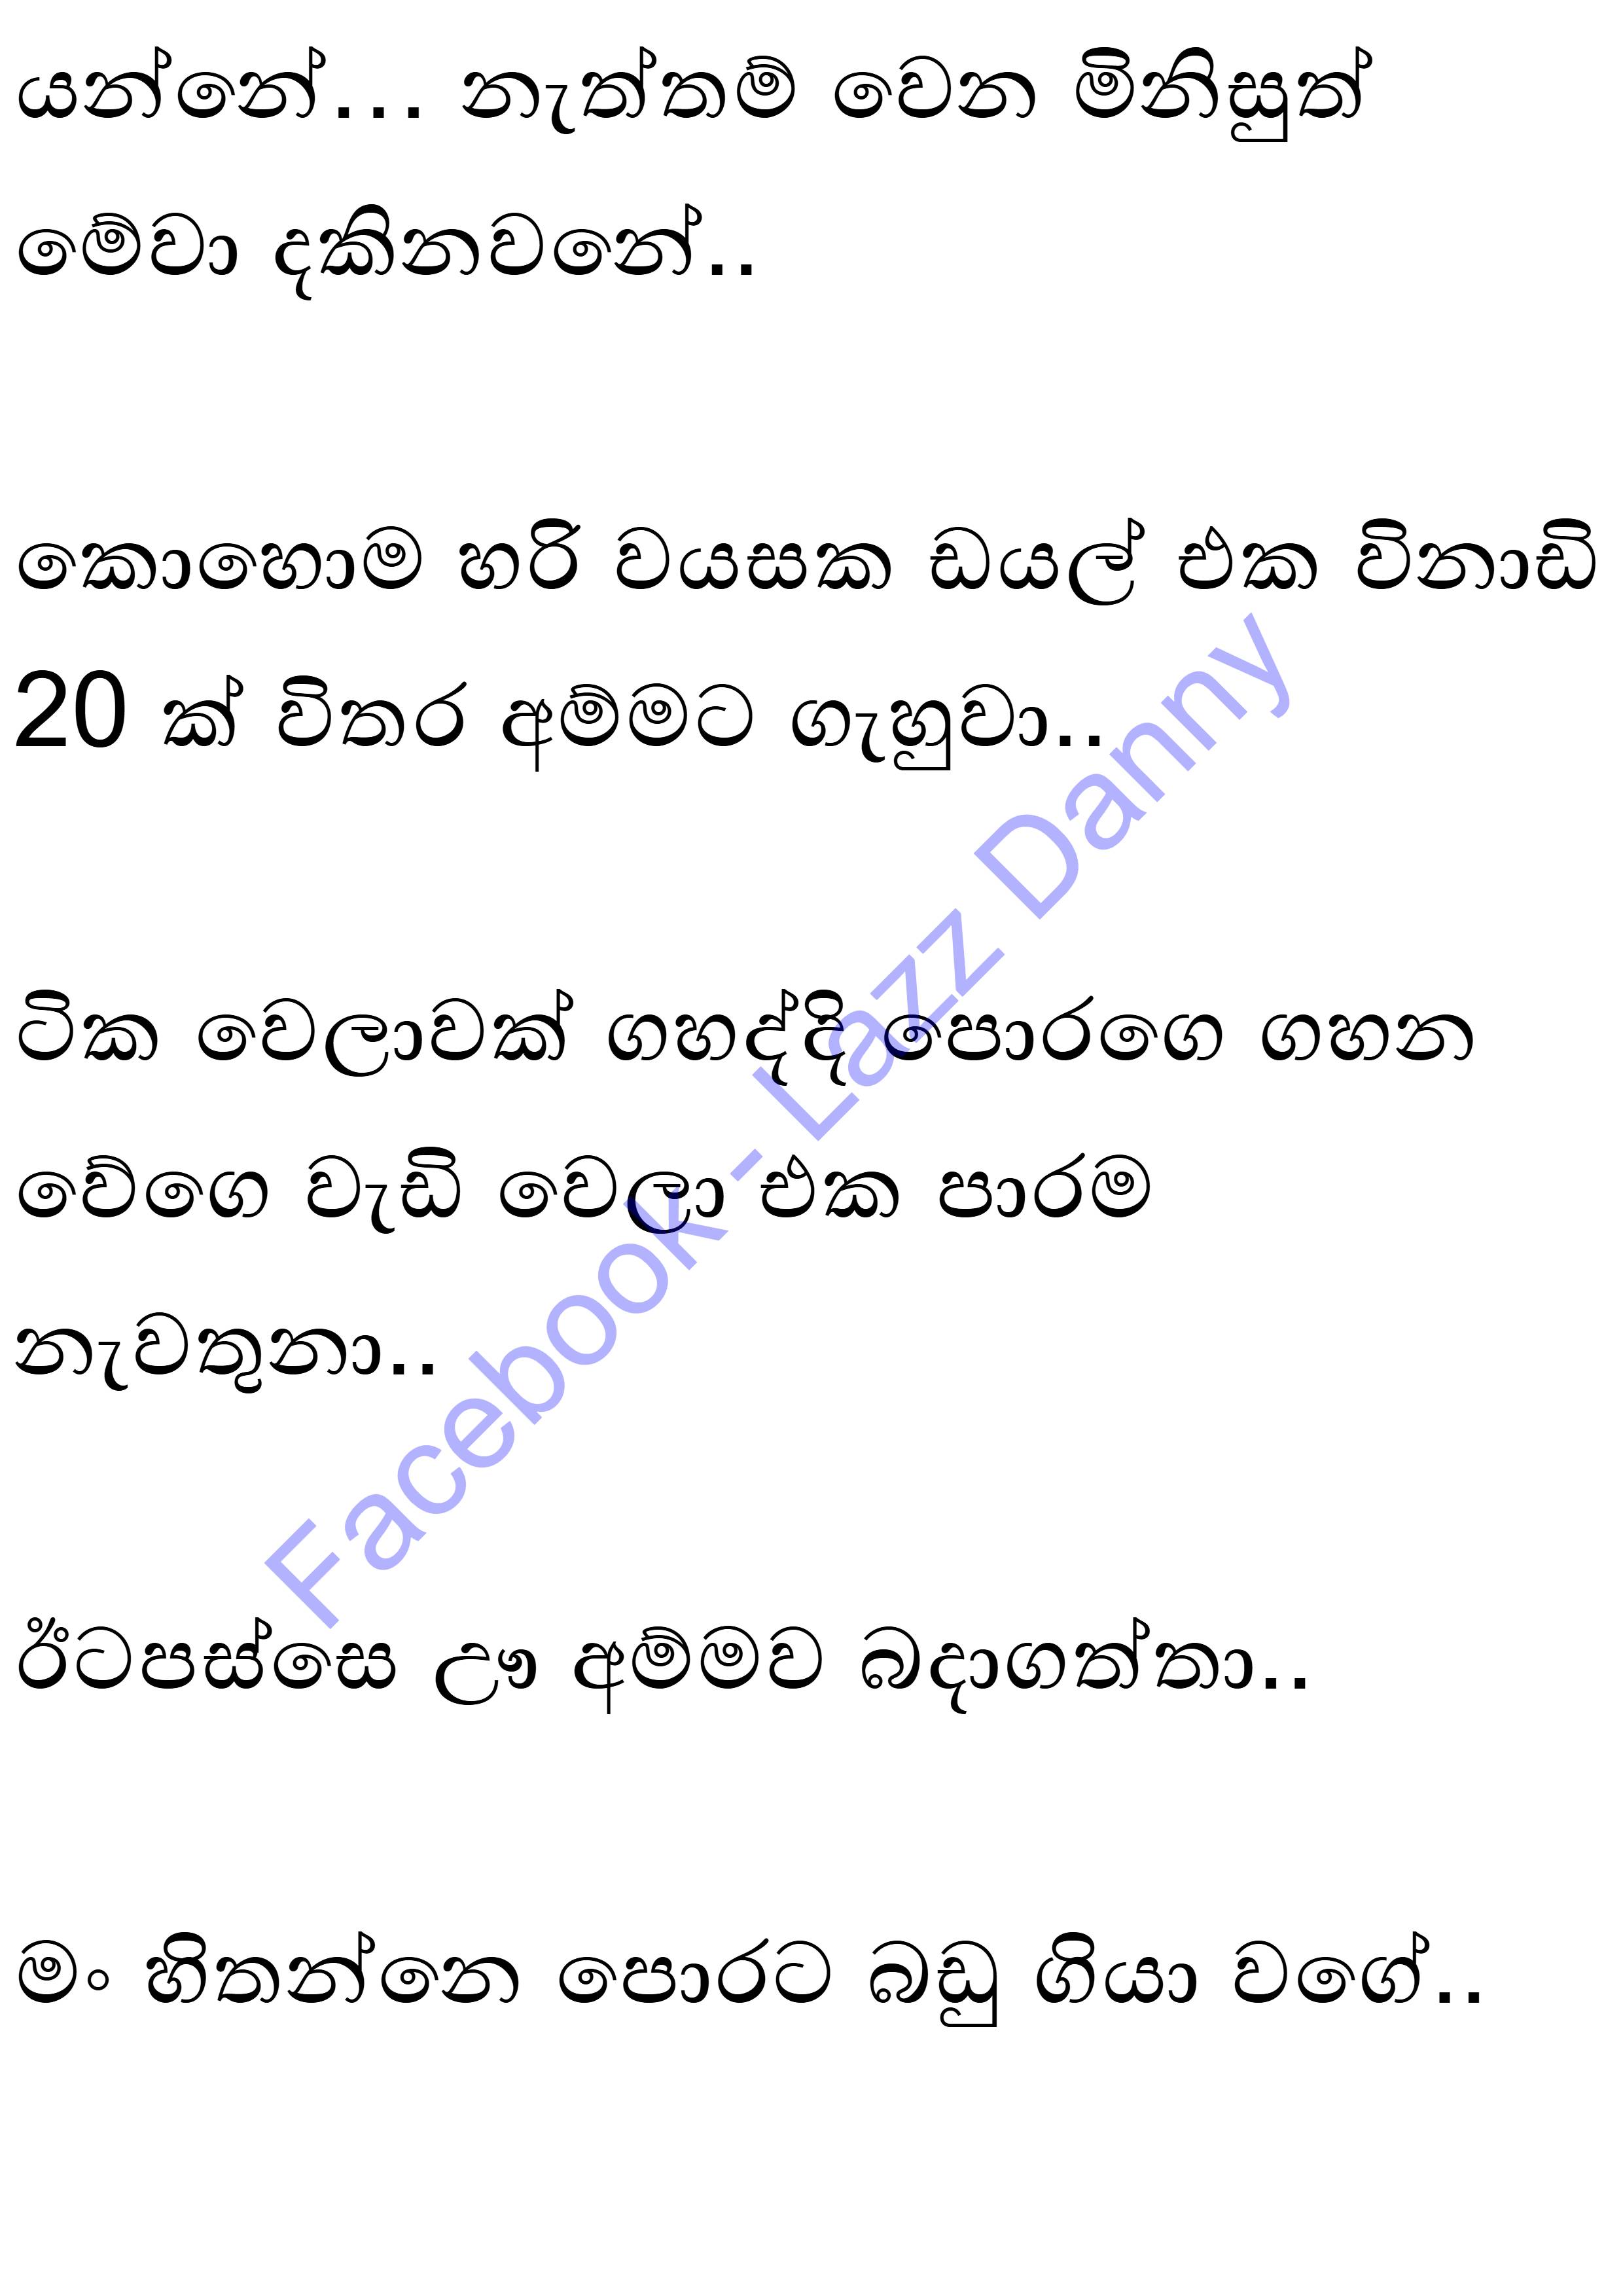 යන්නේ... නැත්තම් වෙන මිනිසුත්
මේවා දකිනවනේ..
කොහොම හරි වයසක ඩයල් එක විනාඩි
20 ක් විතර අම්මට ගැහුවා..
ටික වෙලාවක් ගහද්දි පොරගෙ ගහන
වේගෙ වැඩි වෙලා එක පාරම
නැවතුනා..
ඊටපස්සෙ ඌ අම්මව බදාගත්තා..
මං හිතන්නෙ පොරට බඩු ගියා වගේ..
Facebook - Lazz Danny